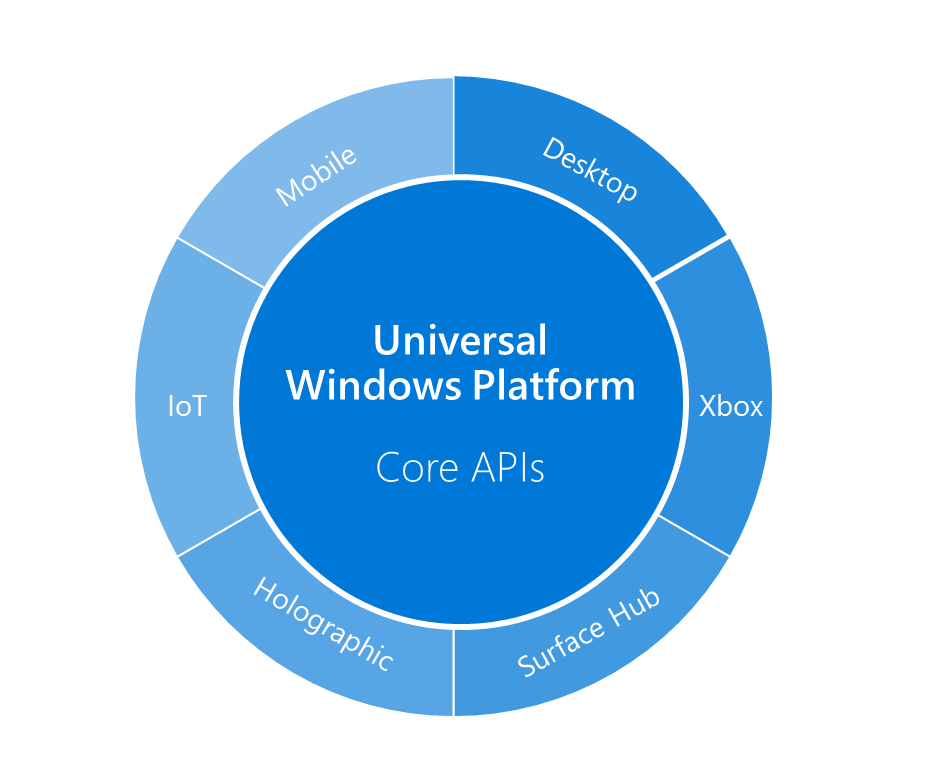 Mobile
Desktop
Universal
Windows Platform
IoT
Xbox
Core APIs
Holographic
Surface Hub